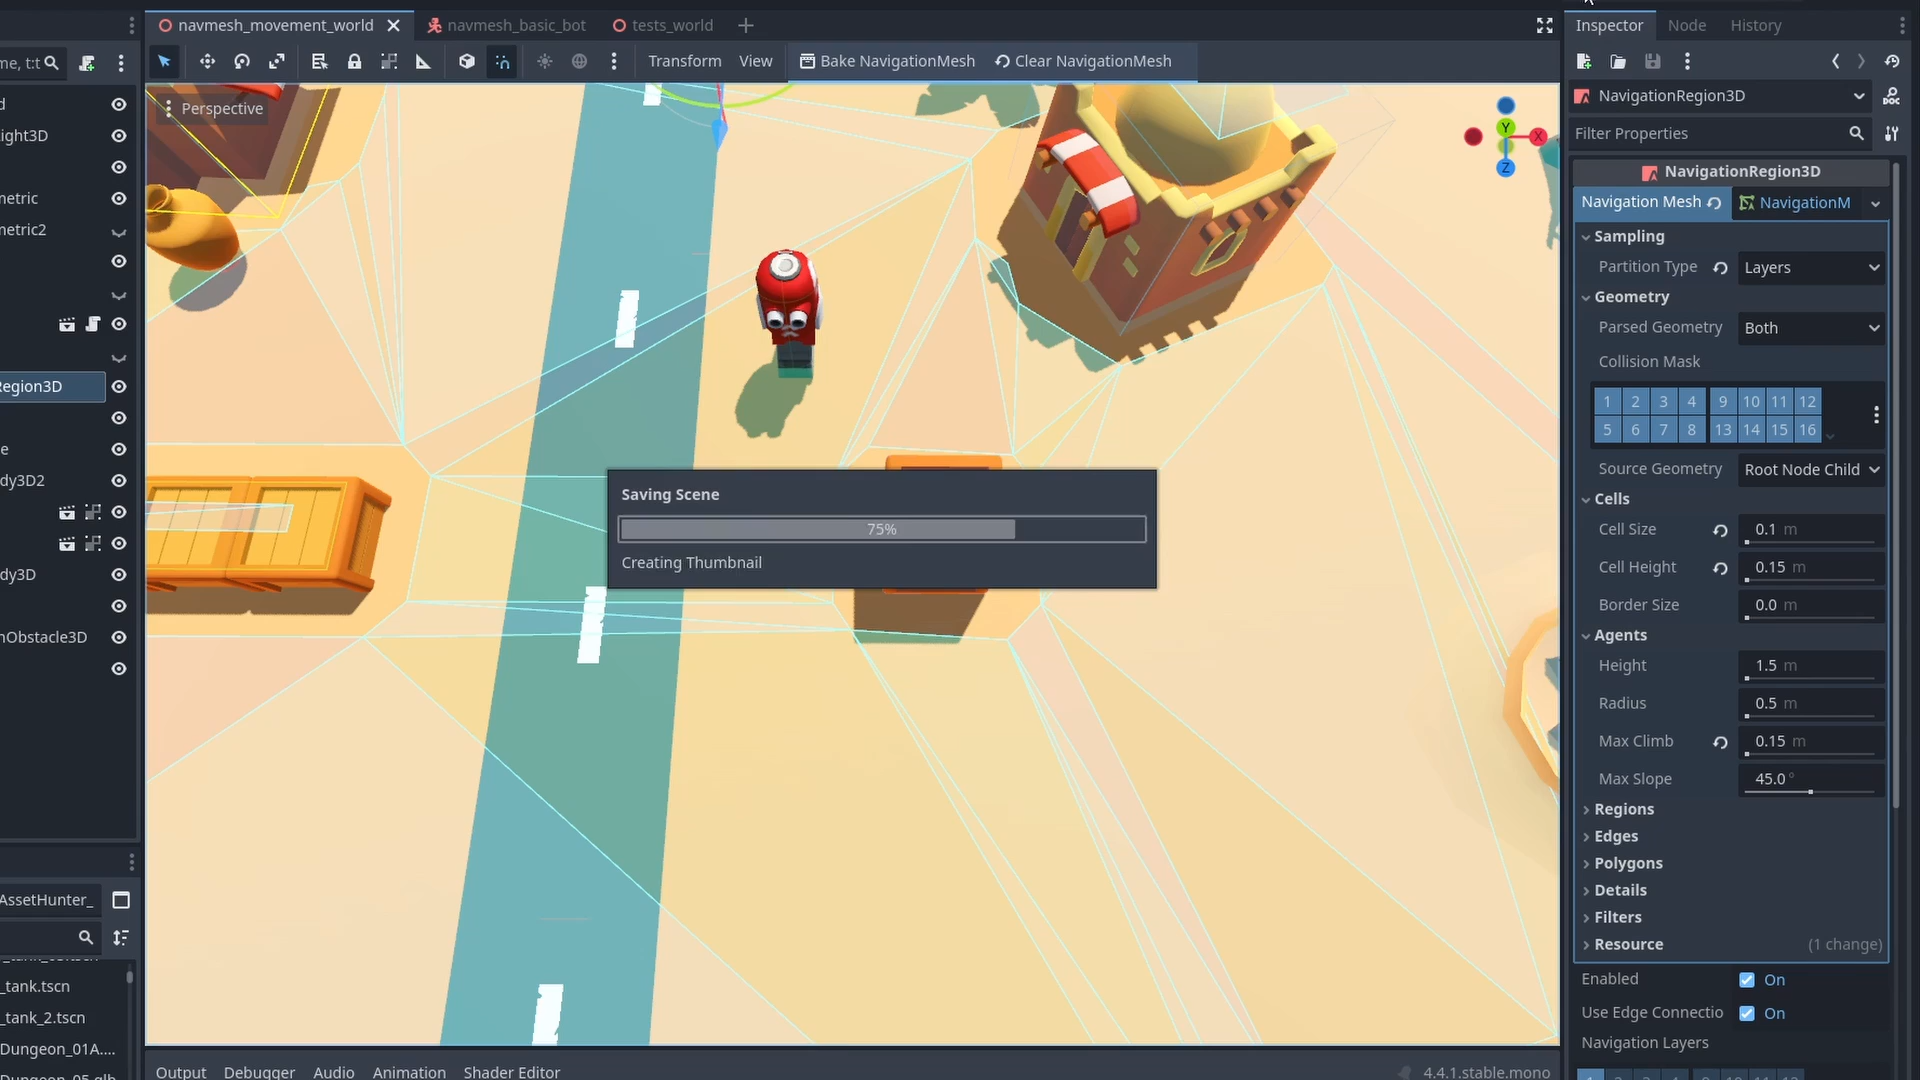 navmesh_movement_world
navmesh_basic_bot
tests_world
Inspector
Node
History
me, t:t
Transform
View
Bake NavigationMesh
Clear NavigationMesh
Perspective
Y
X
Z
d
ight3D
netric
netric2
Region3D
e
dy3D2
dy3D
nObstacle3D
AssetHunter_
_tank.tscn
_tank_2.tscn
Dungeon_01A....
Saving Scene
75%
Creating Thumbnail
NavigationRegion3D
Filter Properties
NavigationRegion3D
Navigation Mesh
NavigationM
Sampling
Partition Type
Layers
Geometry
Parsed Geometry
Both
Collision Mask
1 2 3 4 9 10 11 12
5 6 7 8 13 14 15 16
Source Geometry
Root Node Child
Cells
Cell Size
0.1 m
Cell Height
0.15 m
Border Size
0.0 m
Agents
Height
1.5 m
Radius
0.5 m
Max Climb
0.15 m
Max Slope
45.0 °
Regions
Edges
Polygons
Details
Filters
Resource
(1 change)
Enabled
On
Use Edge Connectio
On
Navigation Layers
Output
Debugger
Audio
Animation
Shader Editor
4.4.1.stable.mono